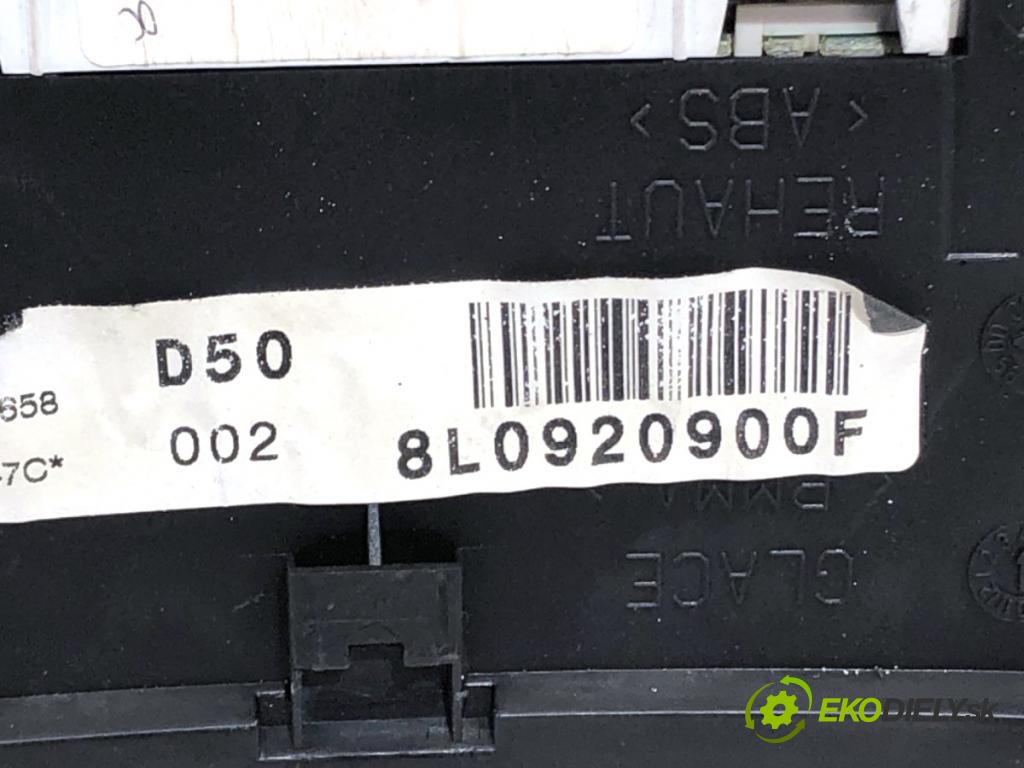 > ABS <
REHAUT
D50
658
002
8L0920900F
7C*
GLACE
EKODIELY.sk